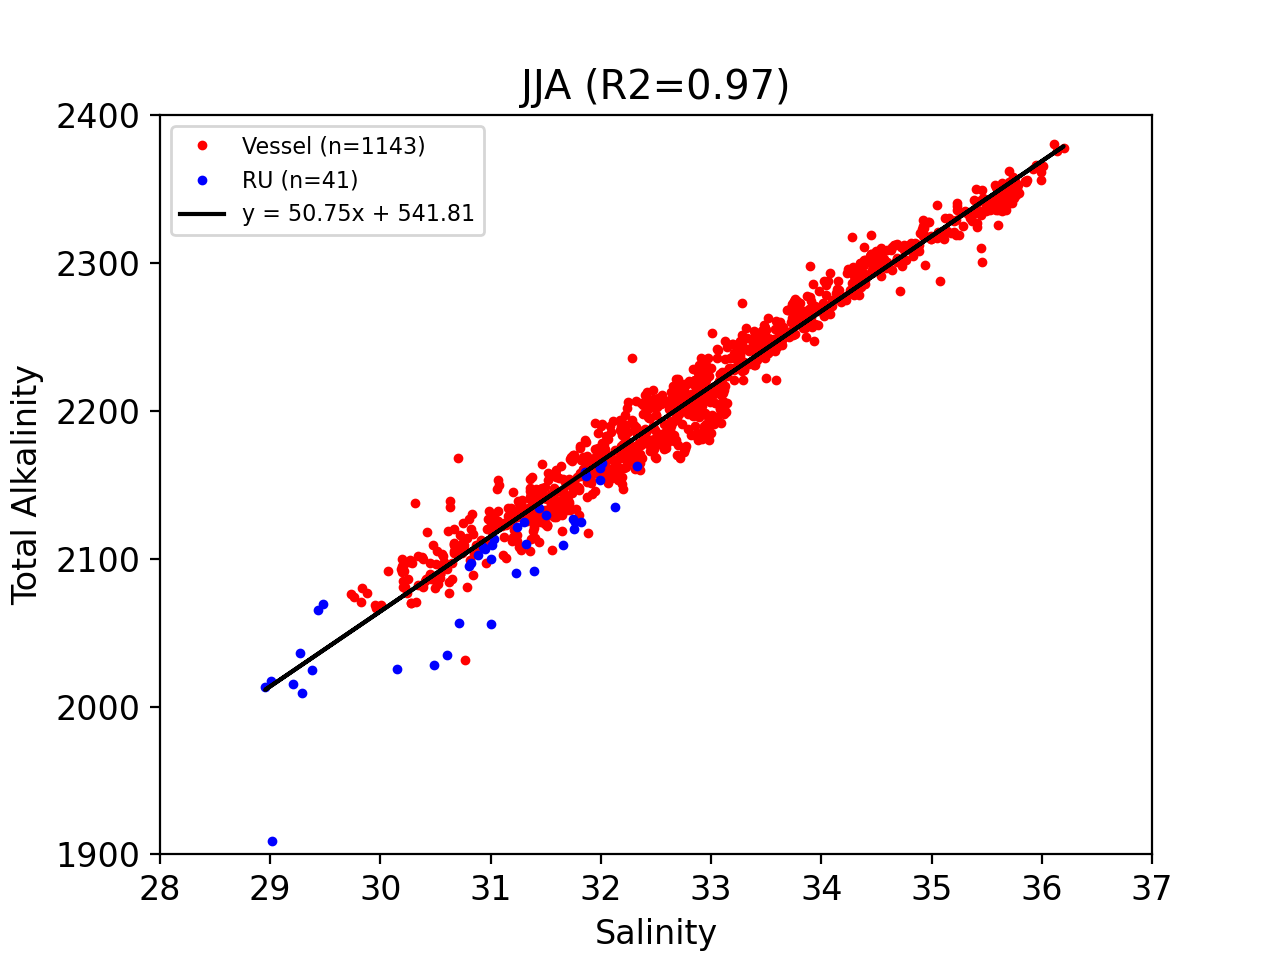 JJA (R2=0.97)
2400
2300
2200
2100
2000
1900
Total Alkalinity
Vessel (n=1143)
RU (n=41)
y = 50.75x + 541.81
28 29 30 31 32 33 34 35 36 37
Salinity